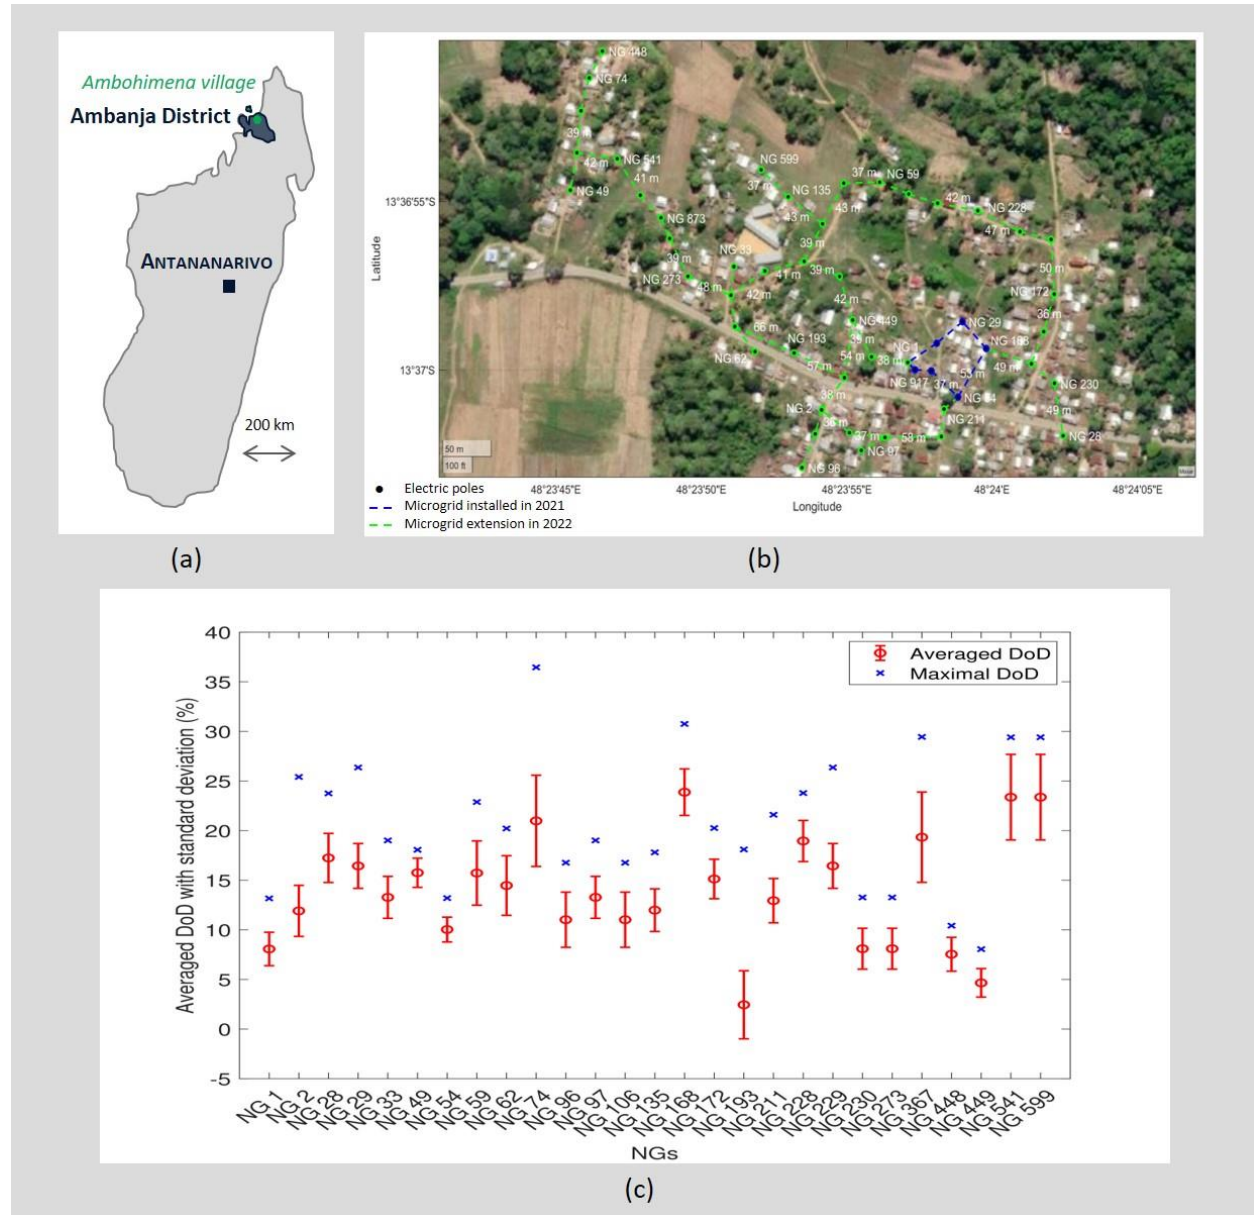 Ambohimena village
Ambanja District
ANTANANARIVO
200 km
(a)
NG 448
NG 74
39 m
42 m
NG 541
41 m
NG 49
NG 873
39 m
NG 273
48 m
NG 599
37 m
NG 135
43 m
43 m
37 m
NG 59
42 m
NG 228
47 m
50 m
NG 172
36 m
39 m
NG 33
41 m
39 m
42 m
42 m
NG 449
NG 29
NG 168
66 m
NG 193
39 m
NG 1
54 m
38 m
53 m
49 m
NG 62
57 m
NG 917
37 m
NG 230
38 m
NG 54
NG 2
NG 211
49 m
36 m
37 m
58 m
NG 28
NG 97
NG 96
13°36'55"S
13°37'S
Latitude
50 m
100 ft
48°23'45"E
48°23'50"E
48°23'55"E
48°24'E
48°24'05"E
Longitude
Electric poles
Microgrid installed in 2021
Microgrid extension in 2022
(b)
Averaged DoD with standard deviation (%)
40
35
30
25
20
15
10
5
0
-5
Averaged DoD
Maximal DoD
NG 1
NG 2
NG 28
NG 29
NG 33
NG 49
NG 54
NG 59
NG 62
NG 74
NG 96
NG 97
NG 106
NG 135
NG 168
NG 172
NG 193
NG 211
NG 228
NG 229
NG 230
NG 273
NG 367
NG 448
NG 449
NG 541
NG 599
NGs
(c)